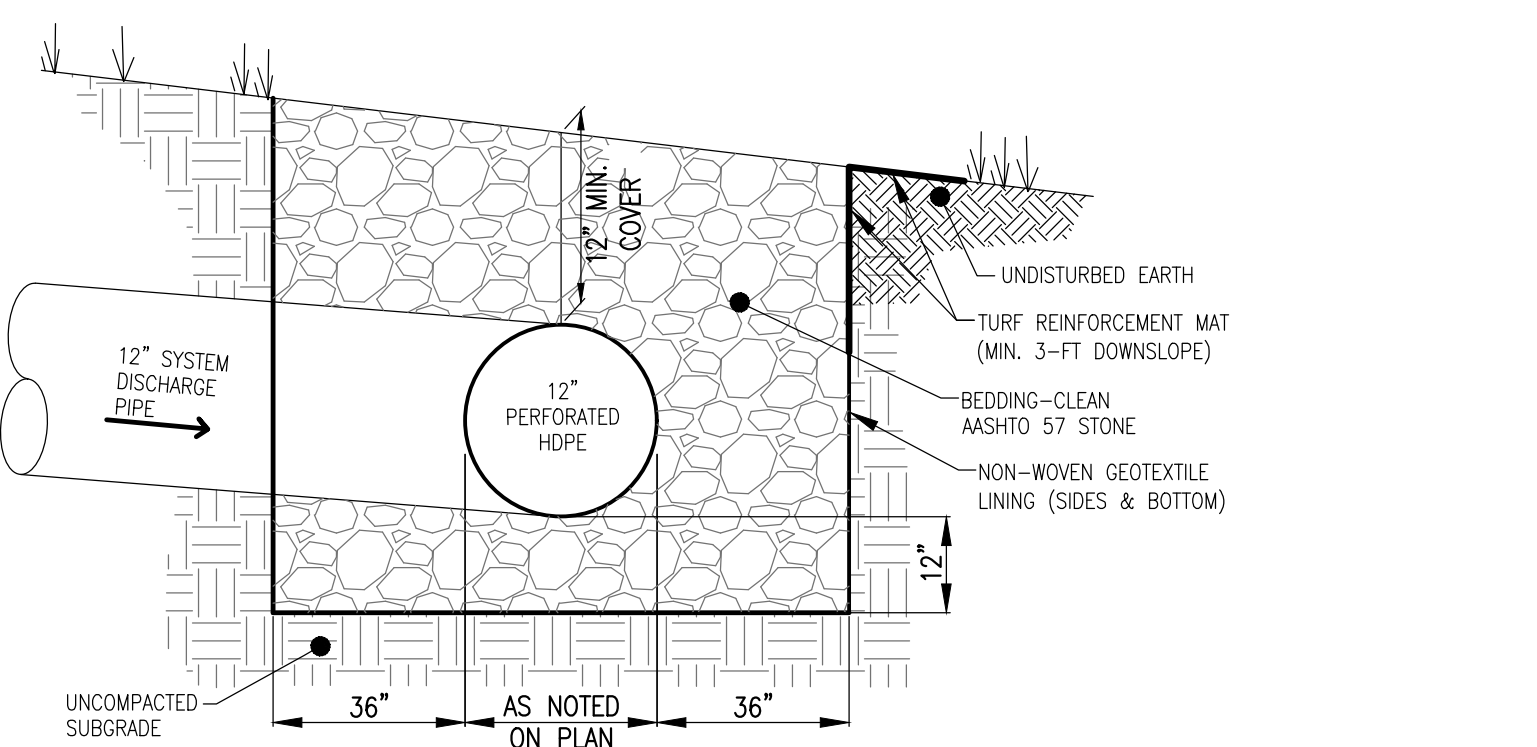 12” MIN.
COVER
UNDISTURBED EARTH
TURF REINFORCEMENT MAT
(MIN. 3-FT DOWNSLOPE)
12” SYSTEM
DISCHARGE
PIPE
12”
PERFORATED
HDPE
BEDDING-CLEAN
AASHTO 57 STONE
NON-WOVEN GEOTEXTILE
LINING (SIDES & BOTTOM)
12”
UNCOMPACTED
SUBGRADE
36”
AS NOTED
ON PLAN
36”